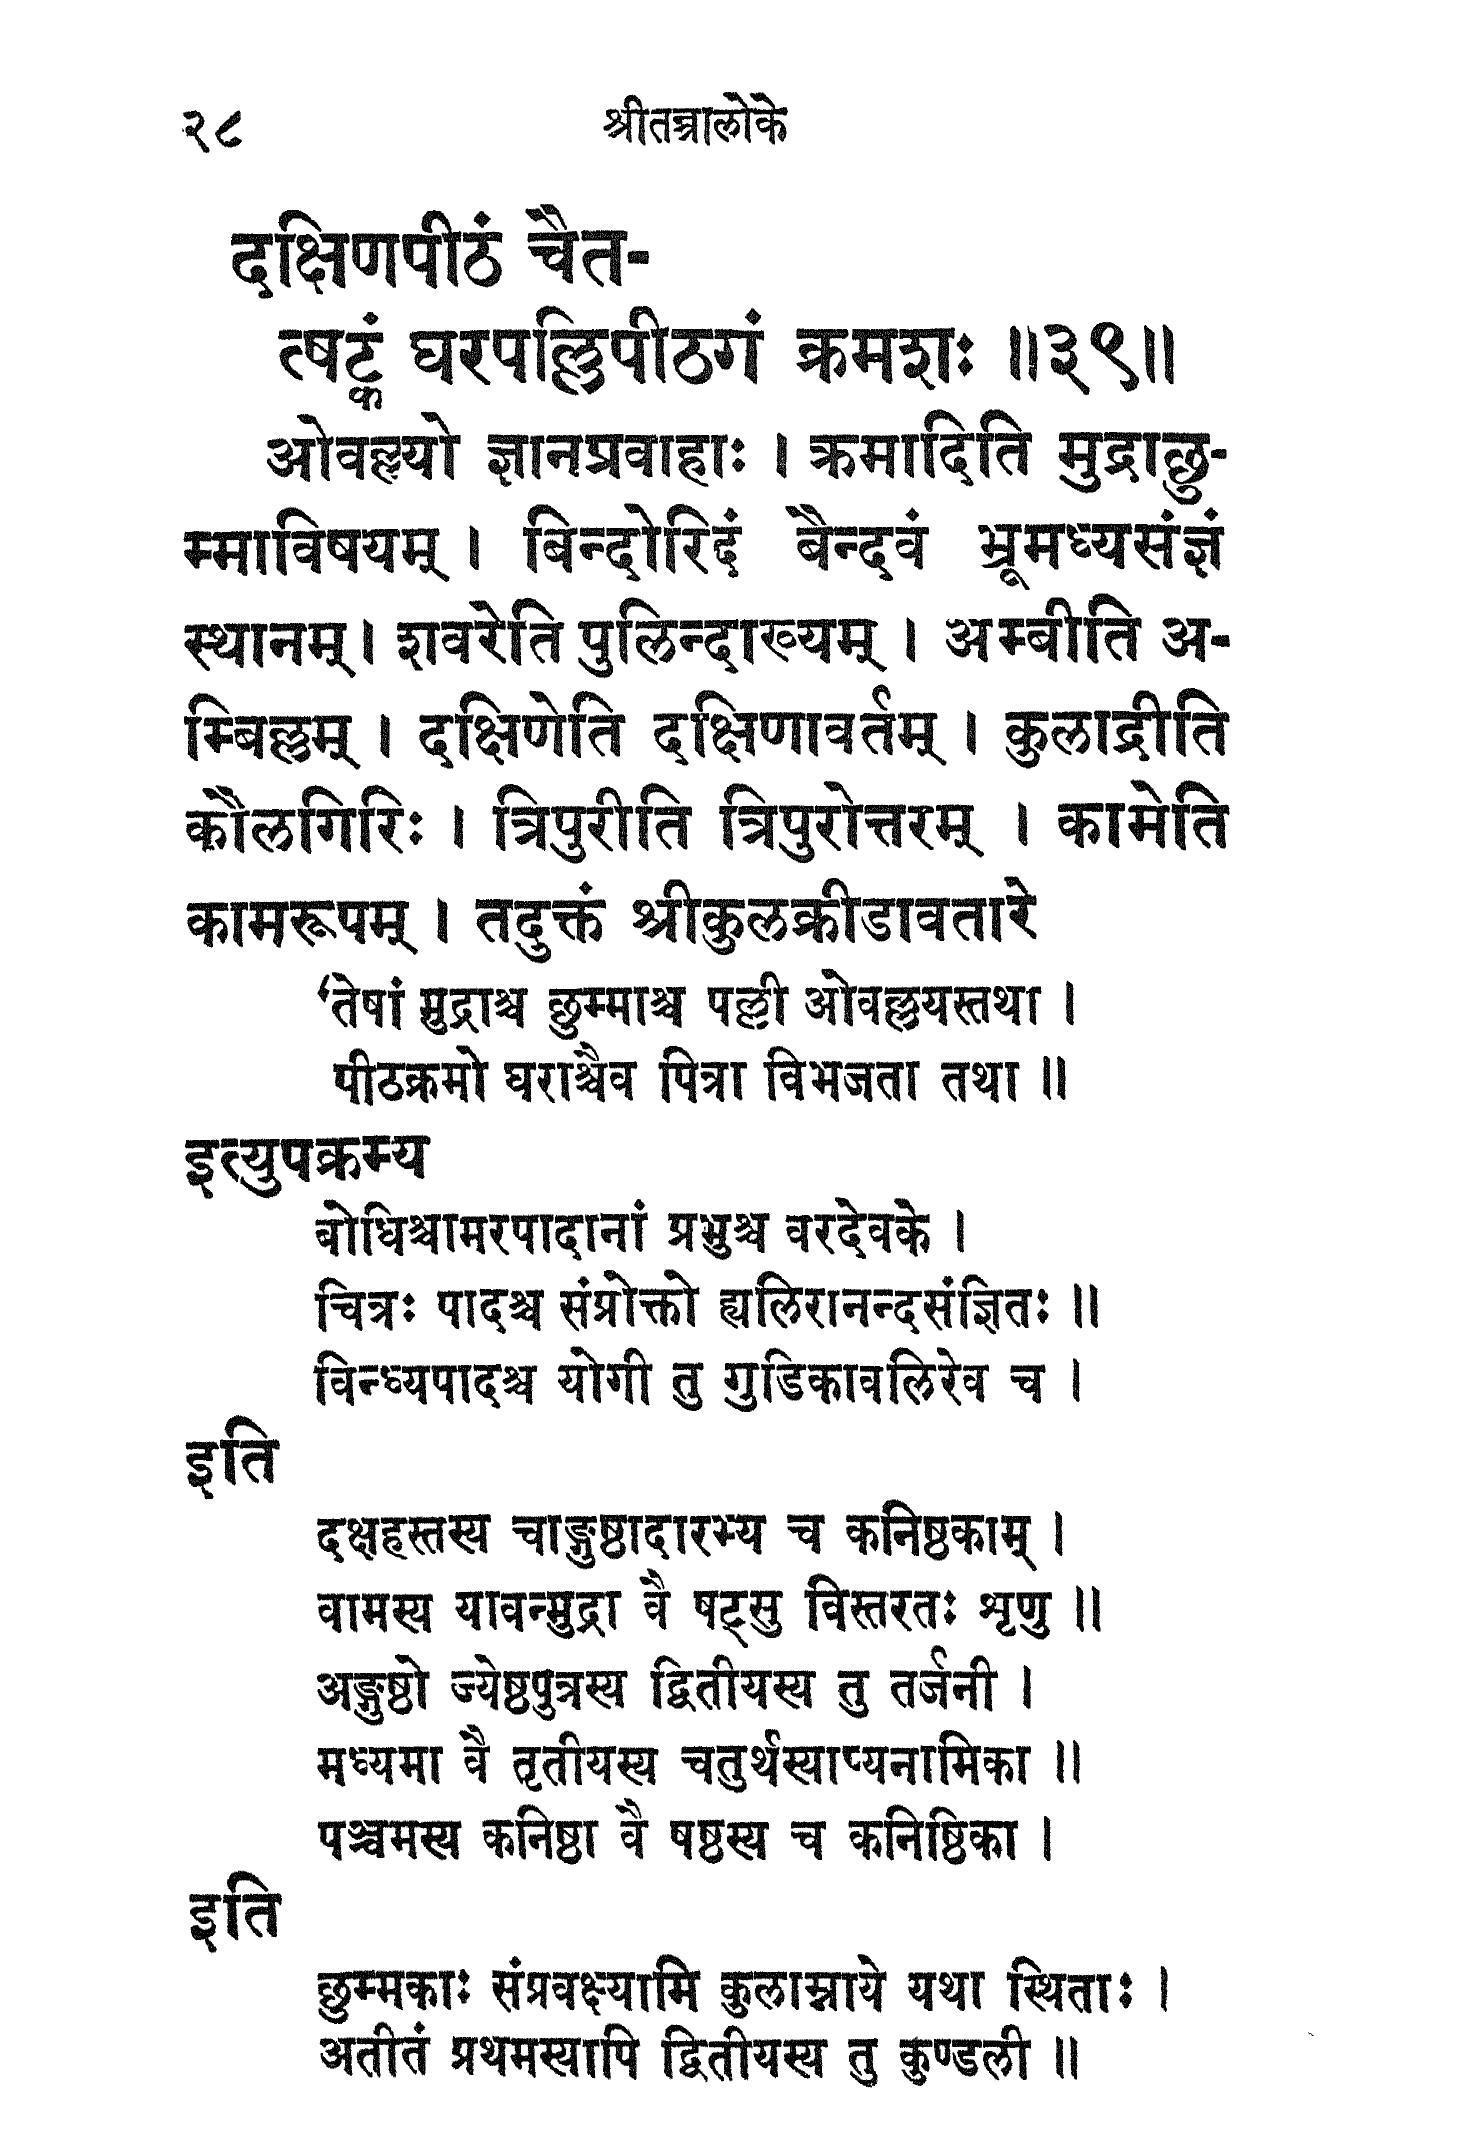 २८ श्रीतन्त्रालोके
दक्षिणपीठं चैत-
त्षट्कं घरपल्लिपीठगं क्रमशः ॥३९॥
ओवल्लयो ज्ञानप्रवाहाः । क्रमादिति मुद्राछु-
म्माविषयम् । बिन्दोरिदं बैन्दवं भ्रूमध्यसंज्ञं
स्थानम् । शवरेति पुलिन्दाख्यम् । अम्बीति अ-
म्बिल्लम् । दक्षिणेति दक्षिणावर्तम् । कुलाद्रीति
कौलगिरिः । त्रिपुरीति त्रिपुरोत्तरम् । कामेति
कामरूपम् । तदुक्तं श्रीकुलक्रीडावतारे
‘तेषां मुद्राश्च छुम्माश्च पल्ली ओवल्लयस्तथा ।
पीठक्रमो घराश्चैव पित्रा विभजता तथा ॥
इत्युपक्रम्य
बोधिश्चामरपादानां प्रभुश्च वरदेवके ।
चित्रः पादश्च संप्रोक्तो ह्यलिरानन्दसंज्ञितः ॥
विन्ध्यपादश्च योगी तु गुडिकावलिरेव च ।
इति
दक्षहस्तस्य चाङ्गुष्ठादारभ्य च कनिष्ठकाम् ।
वामस्य यावन्मुद्रा वै षट्सु विस्तरतः शृणु ॥
अङ्गुष्ठो ज्येष्ठपुत्रस्य द्वितीयस्य तु तर्जनी ।
मध्यमा वै तृतीयस्य चतुर्थस्याप्यनामिका ॥
पञ्चमस्य कनिष्ठा वै षष्ठस्य च कनिष्ठिका ।
इति
छुम्मकाः संप्रवक्ष्यामि कुलाम्नाये यथा स्थिताः ।
अतीतं प्रथमस्यापि द्वितीयस्य तु कुण्डली ॥